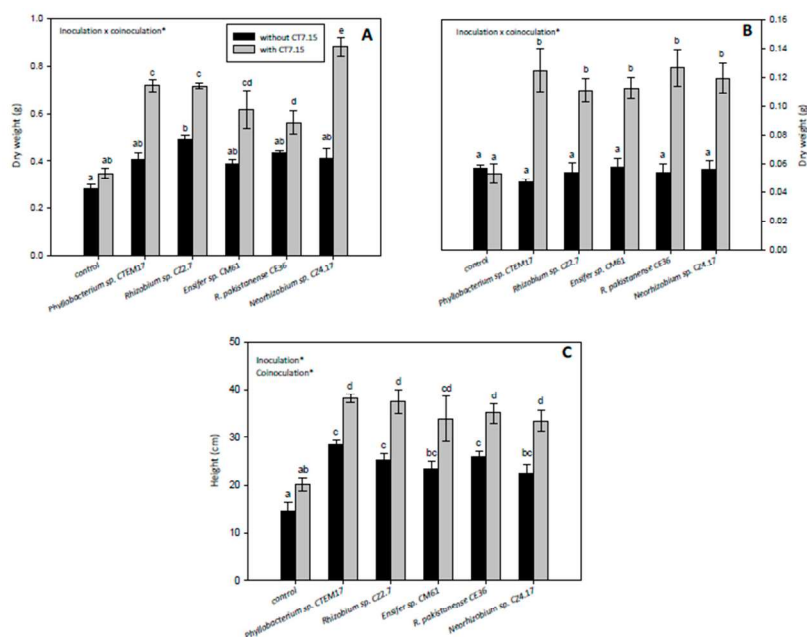 Inoculation x coinoculation*
A
without CT7.15
with CT7.15
Dry weight (g)
1.0
0.8
0.6
0.4
0.2
0.0
a
ab
ab
c
b
c
ab
cd
ab
d
ab
e
control
Phyllobacterium sp. CTEM17
Rhizobium sp. CZ2.7
Ensifer sp. CM61
R. pakistanense CE36
Neorhizobium sp. CZ4.17
Inoculation x coinoculation*
B
Dry weight (g)
0.16
0.14
0.12
0.10
0.08
0.06
0.04
0.02
0.00
a
a
a
b
a
b
a
b
a
b
a
b
control
Phyllobacterium sp. CTEM17
Rhizobium sp. CZ2.7
Ensifer sp. CM61
R. pakistanense CE36
Neorhizobium sp. CZ4.17
Inoculation*
Coinoculation*
C
Height (cm)
50
40
30
20
10
0
a
ab
c
d
c
d
bc
cd
c
d
bc
d
control
Phyllobacterium sp. CTEM17
Rhizobium sp. CZ2.7
Ensifer sp. CM61
R. pakistanense CE36
Neorhizobium sp. CZ4.17